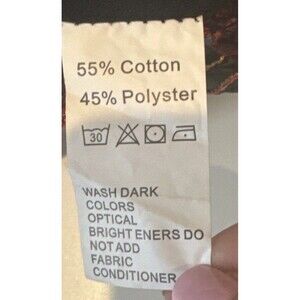 55% Cotton
45% Polyster
30
WASH DARK
COLORS
OPTICAL
BRIGHT ENERS DO
NOT ADD
FABRIC
CONDITIONER